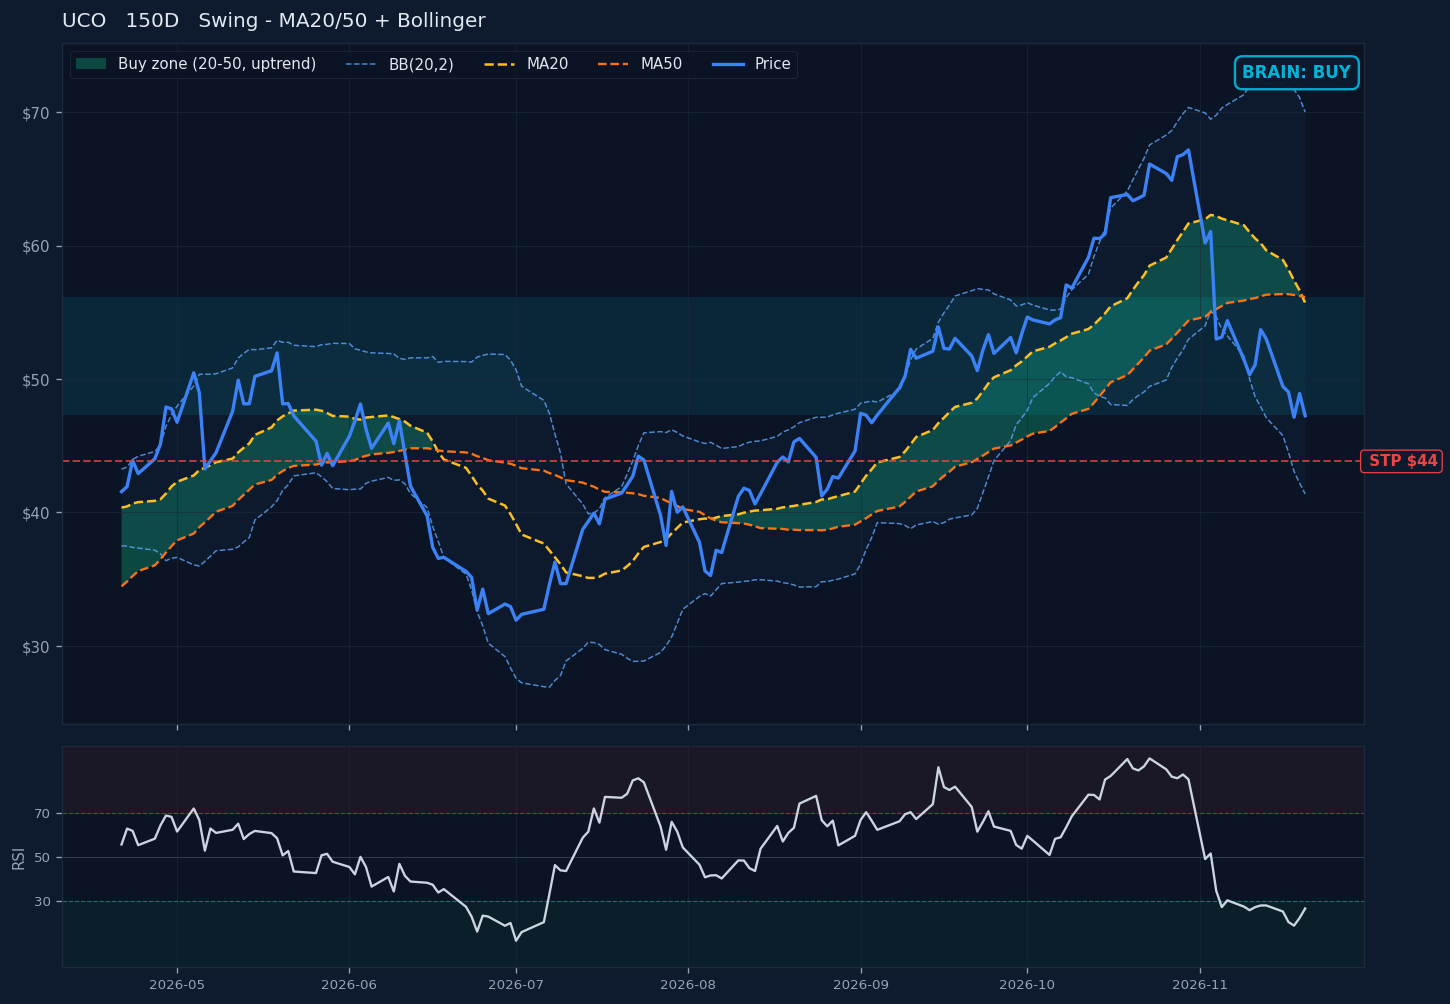 UCO 150D Swing - MA20/50 + Bollinger
Buy zone (20-50, uptrend) BB(20,2) MA20 MA50 Price
BRAIN: BUY
$70
$60
$50
$40
$30
STP $44
RSI
70
50
30
2026-05 2026-06 2026-07 2026-08 2026-09 2026-10 2026-11